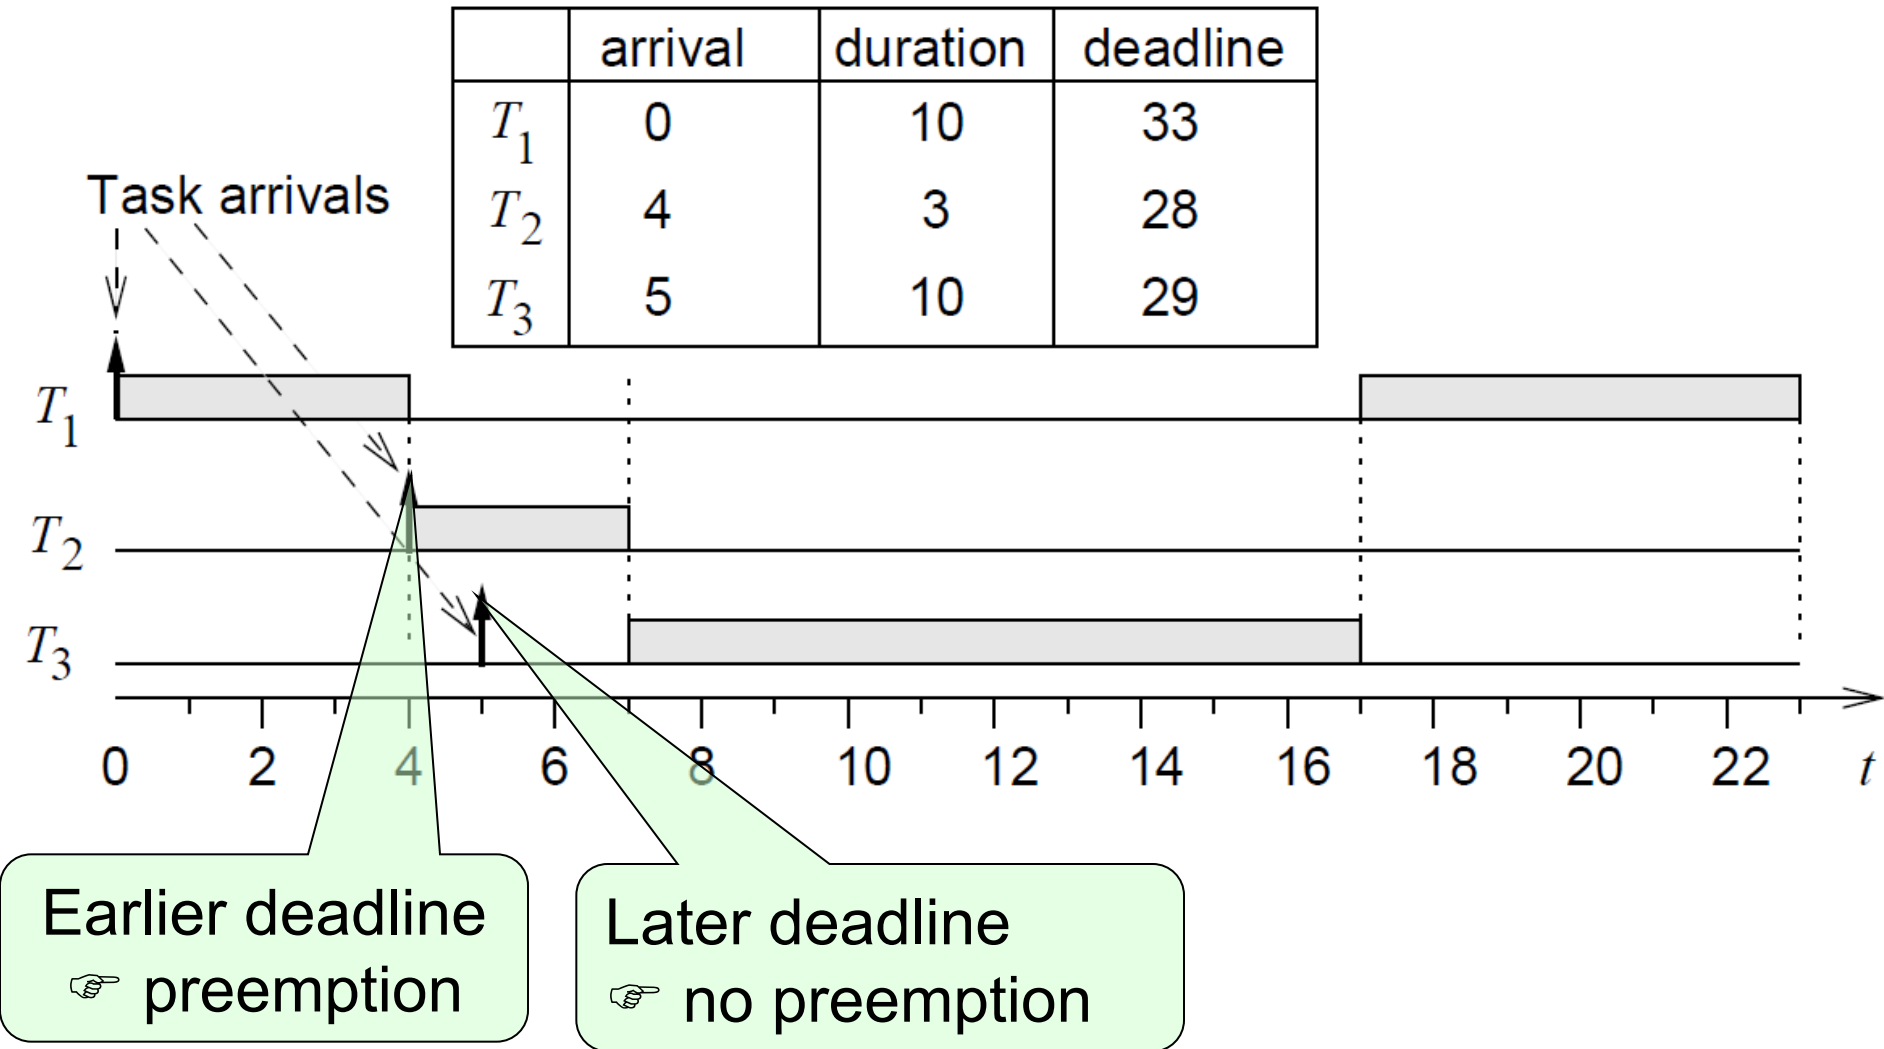 arrival duration deadline
T1 0 10 33
Task arrivals
T2 4 3 28
T3 5 10 29
T1
T2
T3
0 2 4 6 8 10 12 14 16 18 20 22 t
Earlier deadline
☞ preemption
Later deadline
☞ no preemption